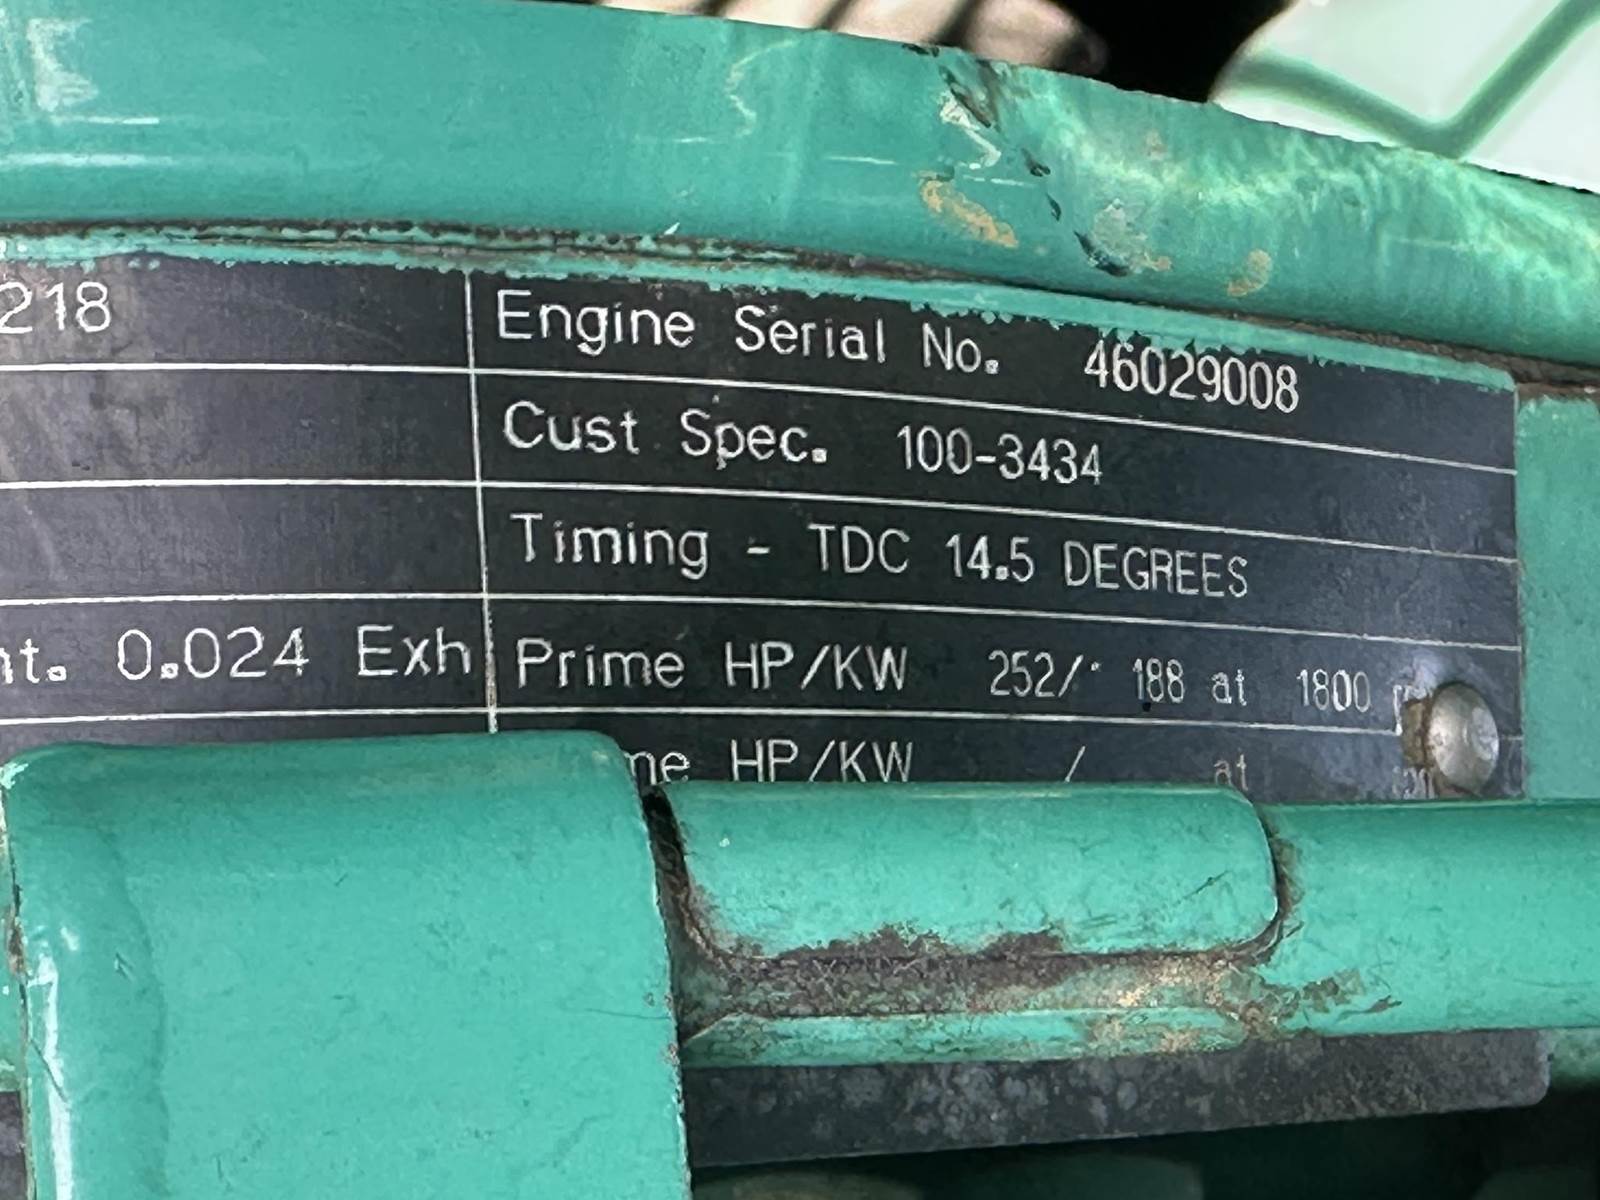 218 Engine Serial No. 46029008
Cust Spec. 100-3434
Timing - TDC 14.5 DEGREES
0.024 Exh Prime HP/KW 252/ 188 at 1800
HP/KW / at